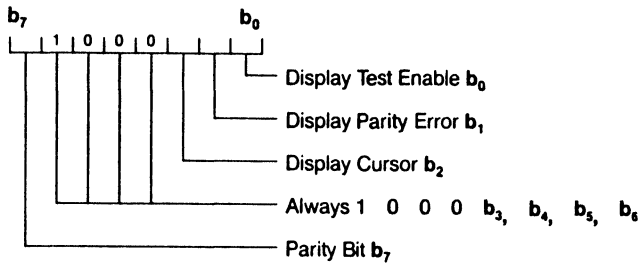 b7 b0
1 0 0 0
Display Test Enable b0
Display Parity Error b1
Display Cursor b2
Always 1 0 0 0 b3, b4, b5, b6
Parity Bit b7